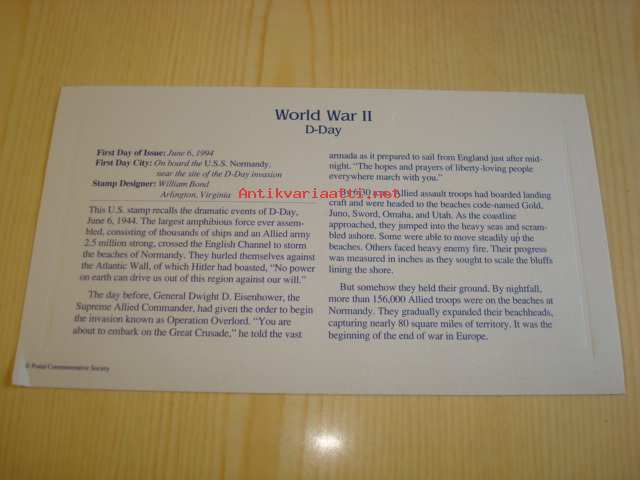 World War II
D-Day
First Day of Issue: June 6, 1994
First Day City: On board the U.S.S. Normandy,
near the site of the D-Day invasion
Stamp Designer: William Bond
Arlington, Virginia
This U.S. stamp recalls the dramatic events of D-Day,
June 6, 1944. The largest amphibious force ever assem-
bled, consisting of thousands of ships and an Allied army
2.5 million strong, crossed the English Channel to storm
the beaches of Normandy. They hurled themselves against
the Atlantic Wall, of which Hitler had boasted, "No power
on earth can drive us out of this region against our will."
The day before, General Dwight D. Eisenhower, the
Supreme Allied Commander, had given the order to begin
the invasion known as Operation Overlord. "You are
about to embark on the Great Crusade," he told the vast
armada as it prepared to sail from England just after mid-
night. "The hopes and prayers of liberty-loving people
everywhere march with you."
By 6:30 a.m., Allied assault troops had boarded landing
craft and were headed to the beaches code-named Gold,
Juno, Sword, Omaha, and Utah. As the coastline
approached, they jumped into the heavy seas and scram-
bled ashore. Some were able to move steadily up the
beaches. Others faced heavy enemy fire. Their progress
was measured in inches as they sought to scale the bluffs
lining the shore.
But somehow they held their ground. By nightfall,
more than 156,000 Allied troops were on the beaches at
Normandy. They gradually expanded their beachheads,
capturing nearly 80 square miles of territory. It was the
beginning of the end of war in Europe.
© Postal Commemorative Society
Antikvariaatti.net